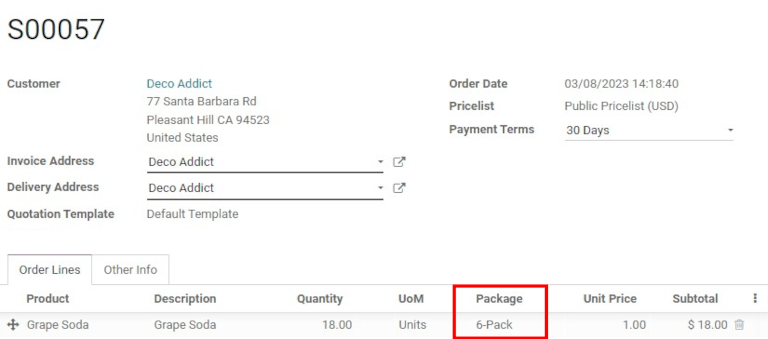 S00057
Customer Deco Addict Order Date 03/08/2023 14:18:40
77 Santa Barbara Rd Pricelist Public Pricelist (USD)
Pleasant Hill CA 94523 Payment Terms 30 Days
United States
Invoice Address Deco Addict
Delivery Address Deco Addict
Quotation Template Default Template
Order Lines Other Info
Product Description Quantity UoM Package Unit Price Subtotal
Grape Soda Grape Soda 18.00 Units 6-Pack 1.00 $ 18.00